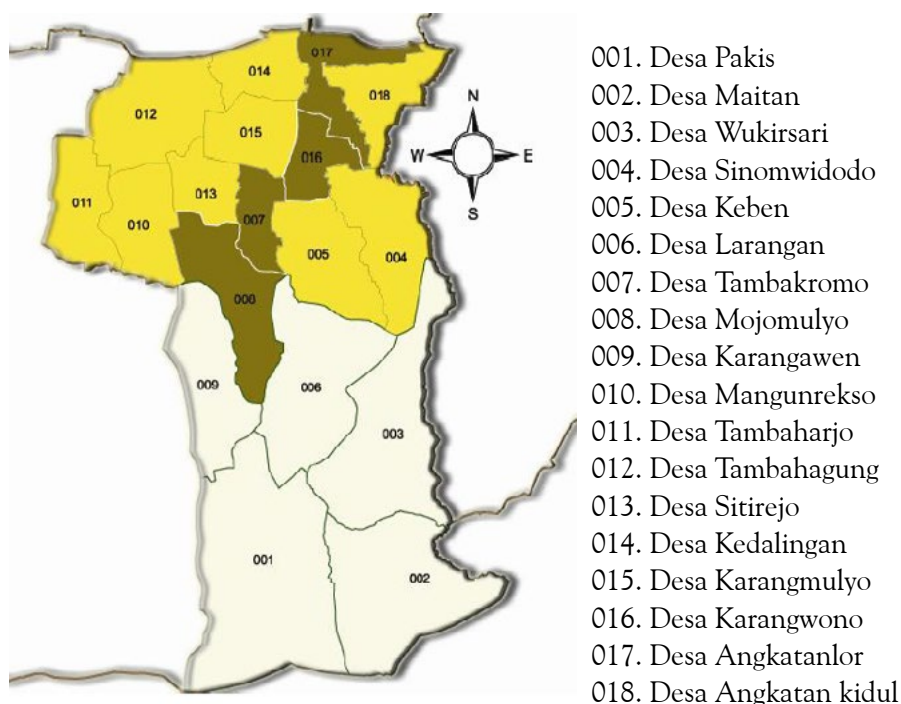 017
014
018
012
N
015
W
E
016
S
011
013
010
007
005
004
008
009
006
003
001
002
001. Desa Pakis
002. Desa Maitan
003. Desa Wukirsari
004. Desa Sinomwidodo
005. Desa Keben
006. Desa Larangan
007. Desa Tambakromo
008. Desa Mojomulyo
009. Desa Karangawen
010. Desa Mangunrekso
011. Desa Tambaharjo
012. Desa Tambahagung
013. Desa Sitirejo
014. Desa Kedalingan
015. Desa Karangmulyo
016. Desa Karangwono
017. Desa Angkatanlor
018. Desa Angkatan kidul